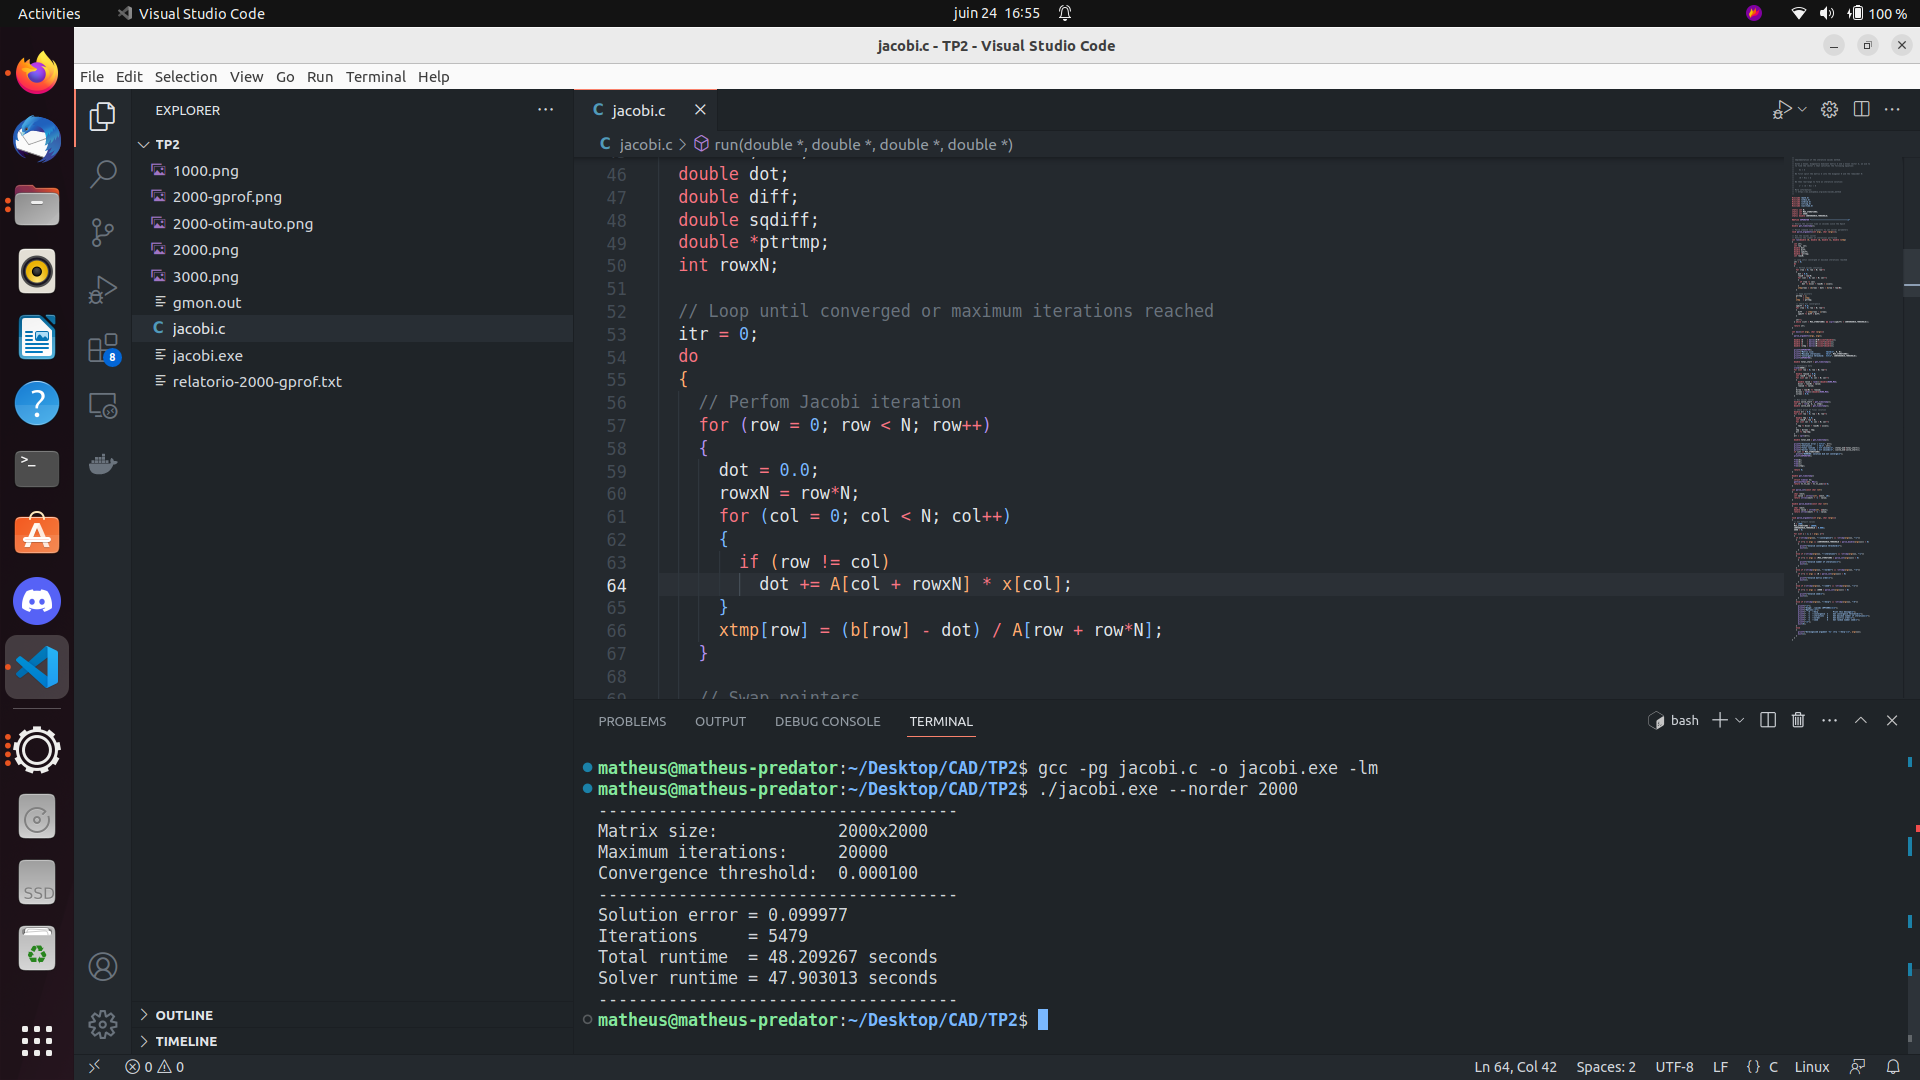 Activities
Visual Studio Code
juin 24 16:55
100 %
jacobi.c - TP2 - Visual Studio Code
File Edit Selection View Go Run Terminal Help
EXPLORER
TP2
1000.png
2000-gprof.png
2000-otim-auto.png
2000.png
3000.png
gmon.out
C jacobi.c
jacobi.exe
relatorio-2000-gprof.txt
8
SSD
OUTLINE
TIMELINE
C jacobi.c
C jacobi.c > run(double *, double *, double *, double *)
46 double dot;
47 double diff;
48 double sqdiff;
49 double *ptrtmp;
50 int rowxN;
51
52 // Loop until converged or maximum iterations reached
53 itr = 0;
54 do
55 {
56 // Perfom Jacobi iteration
57 for (row = 0; row < N; row++)
58 {
59 dot = 0.0;
60 rowxN = row*N;
61 for (col = 0; col < N; col++)
62 {
63 if (row != col)
64 dot += A[col + rowxN] * x[col];
65 }
66 xtmp[row] = (b[row] - dot) / A[row + row*N];
67 }
68
69 // Swap pointers
PROBLEMS OUTPUT DEBUG CONSOLE TERMINAL
bash
matheus@matheus-predator:~/Desktop/CAD/TP2$ gcc -pg jacobi.c -o jacobi.exe -lm
matheus@matheus-predator:~/Desktop/CAD/TP2$ ./jacobi.exe --norder 2000
------------------------------------
Matrix size: 2000x2000
Maximum iterations: 20000
Convergence threshold: 0.000100
------------------------------------
Solution error = 0.099977
Iterations = 5479
Total runtime = 48.209267 seconds
Solver runtime = 47.903013 seconds
------------------------------------
matheus@matheus-predator:~/Desktop/CAD/TP2$
0 0
Ln 64, Col 42 Spaces: 2 UTF-8 LF {} C Linux